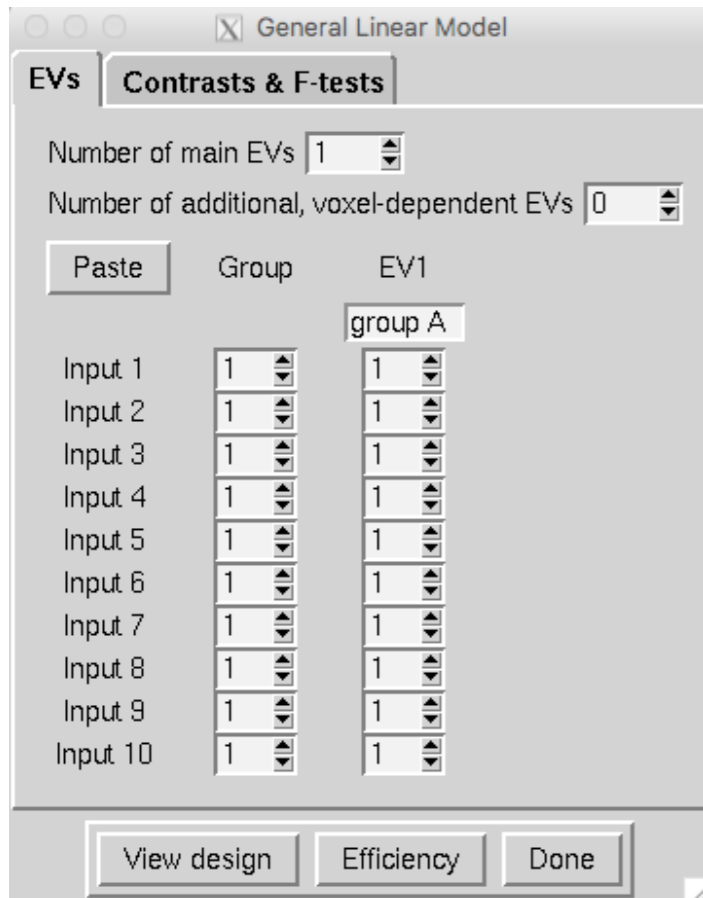 X General Linear Model
EVs Contrasts & F-tests
Number of main EVs 1
Number of additional, voxel-dependent EVs 0
Paste Group EV1
group A
Input 1 1 1
Input 2 1 1
Input 3 1 1
Input 4 1 1
Input 5 1 1
Input 6 1 1
Input 7 1 1
Input 8 1 1
Input 9 1 1
Input 10 1 1
View design Efficiency Done